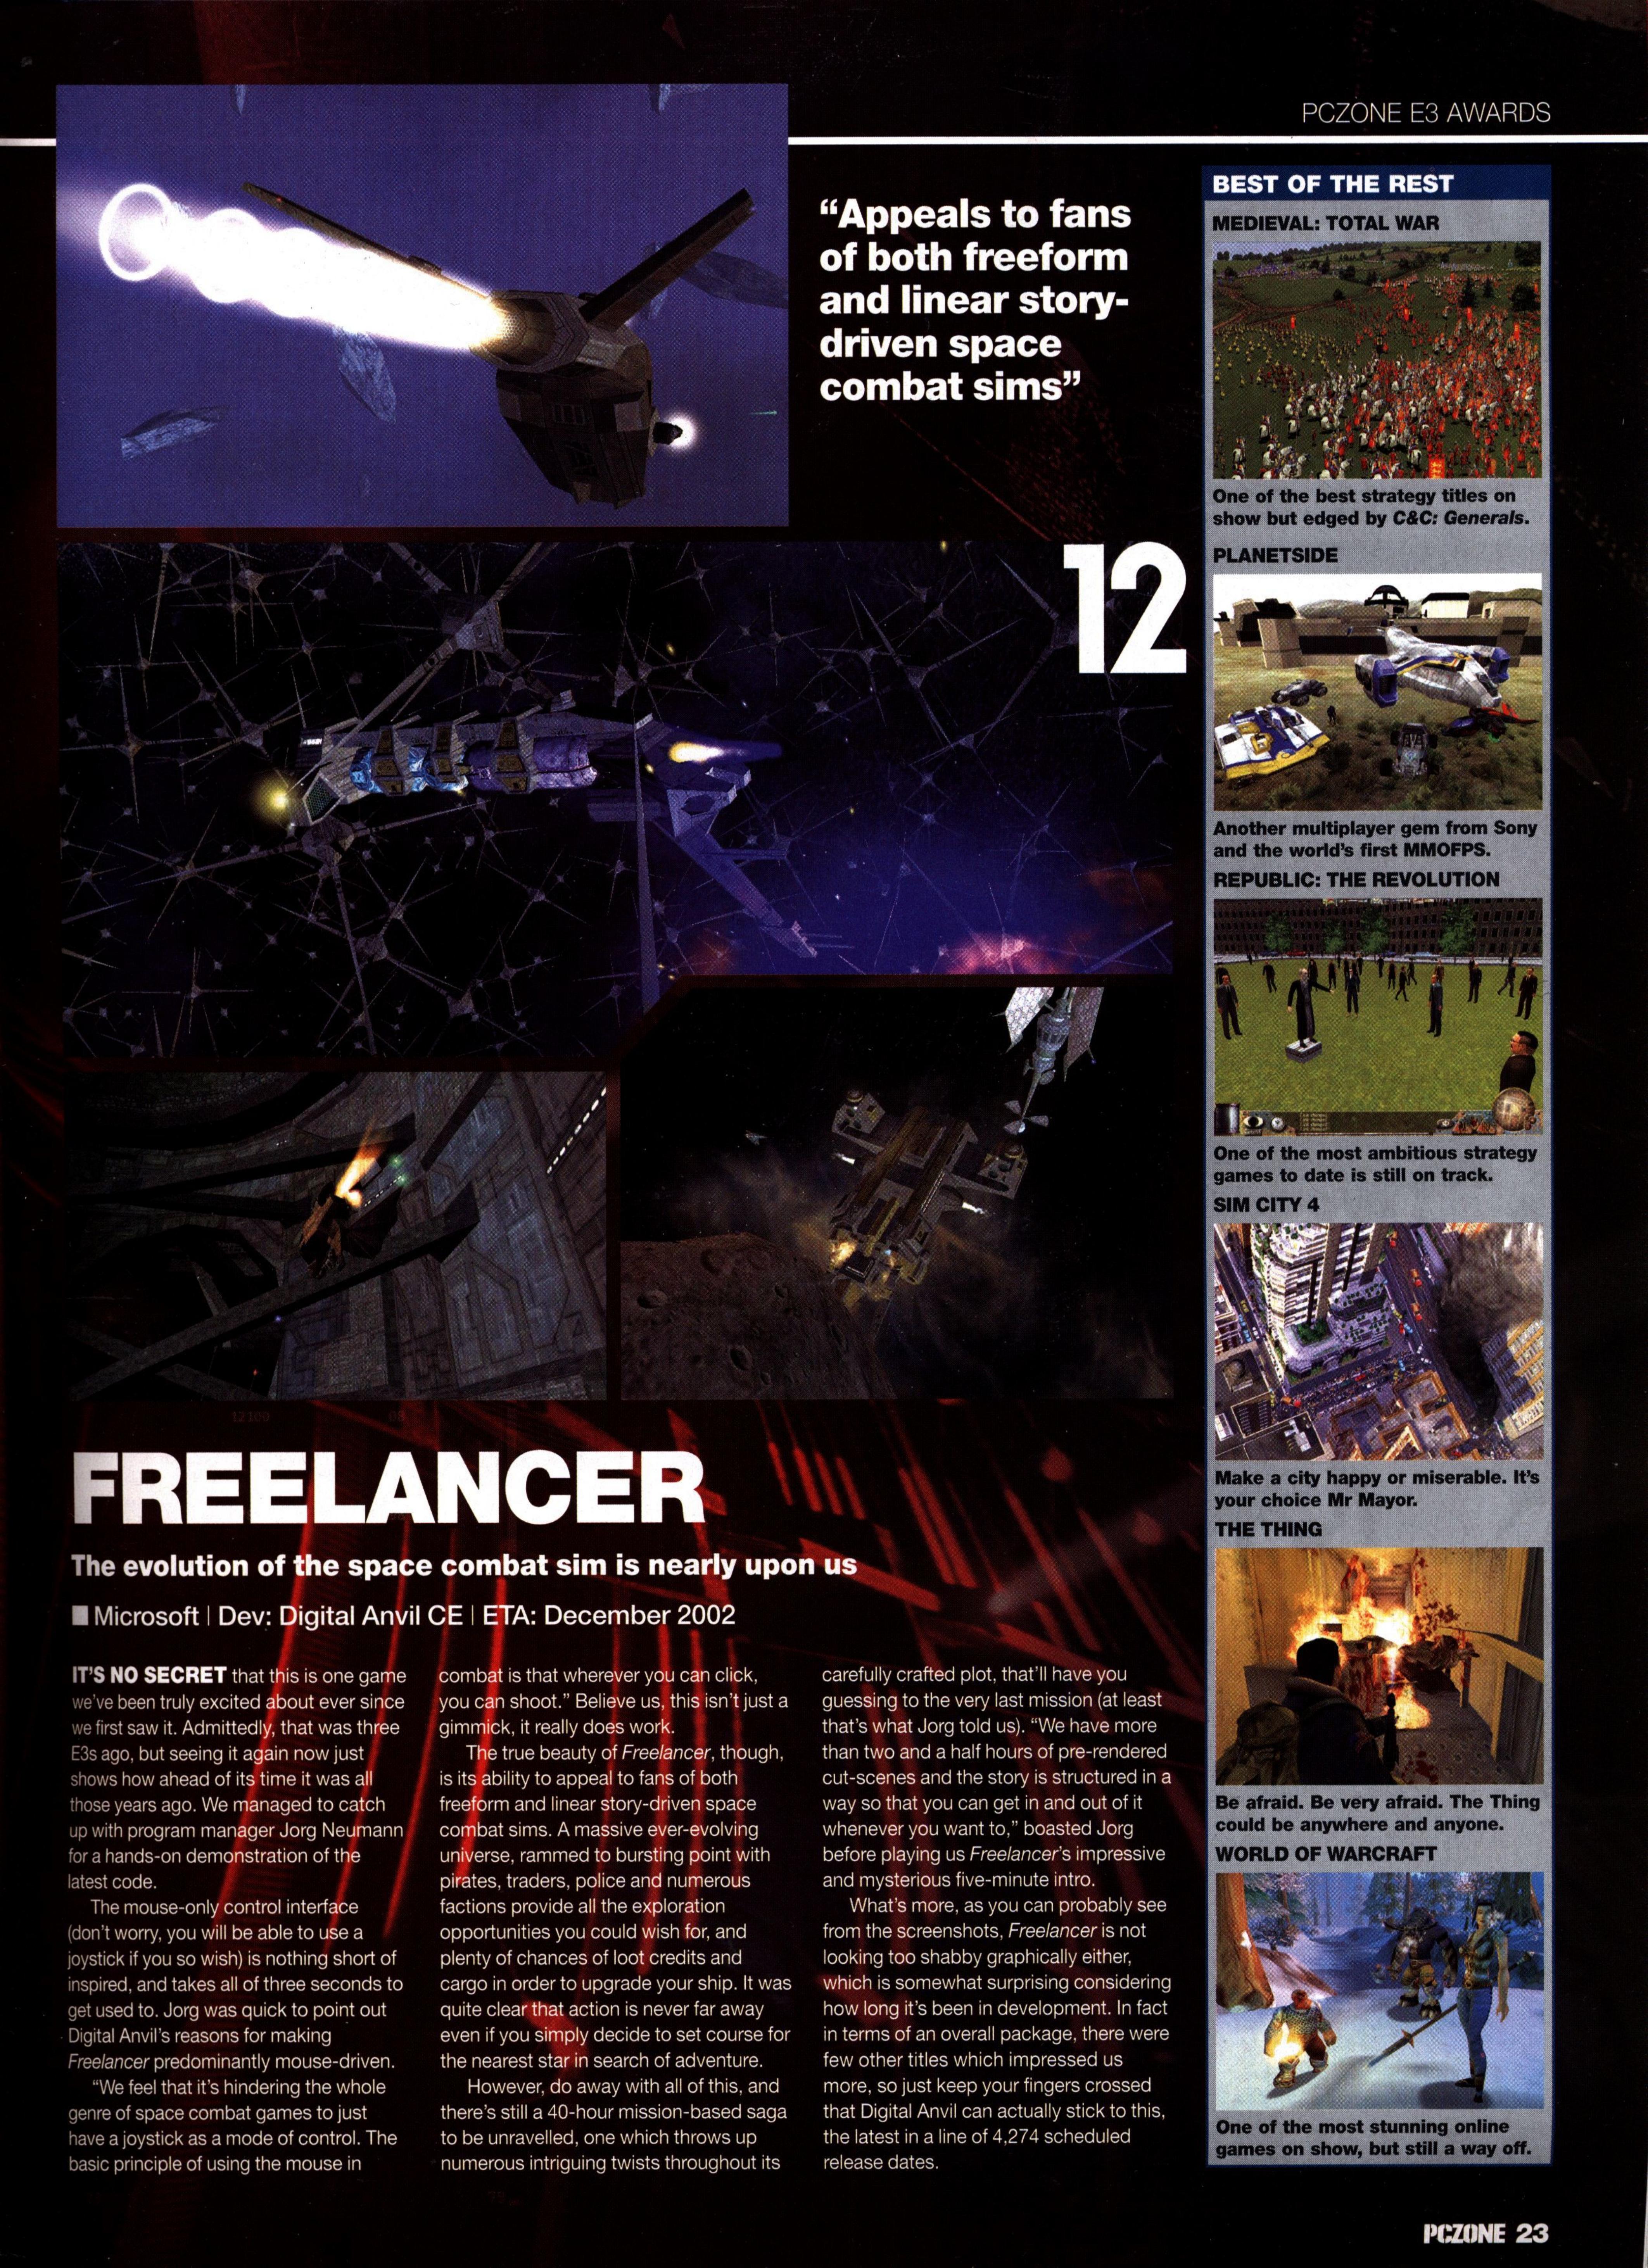 PCZONE E3 AWARDS
“Appeals to fans
of both freeform
and linear story-
driven space
combat sims”
12
FREELANCER
The evolution of the space combat sim is nearly upon us
■ Microsoft | Dev: Digital Anvil CE | ETA: December 2002
IT’S NO SECRET that this is one game
we’ve been truly excited about ever since
we first saw it. Admittedly, that was three
E3s ago, but seeing it again now just
shows how ahead of its time it was all
those years ago. We managed to catch
up with program manager Jorg Neumann
for a hands-on demonstration of the
latest code.
The mouse-only control interface
(don’t worry, you will be able to use a
joystick if you so wish) is nothing short of
inspired, and takes all of three seconds to
get used to. Jorg was quick to point out
Digital Anvil’s reasons for making
Freelancer predominantly mouse-driven.
“We feel that it’s hindering the whole
genre of space combat games to just
have a joystick as a mode of control. The
basic principle of using the mouse in
combat is that wherever you can click,
you can shoot.” Believe us, this isn’t just a
gimmick, it really does work.
The true beauty of Freelancer, though,
is its ability to appeal to fans of both
freeform and linear story-driven space
combat sims. A massive ever-evolving
universe, rammed to bursting point with
pirates, traders, police and numerous
factions provide all the exploration
opportunities you could wish for, and
plenty of chances of loot credits and
cargo in order to upgrade your ship. It was
quite clear that action is never far away
even if you simply decide to set course for
the nearest star in search of adventure.
However, do away with all of this, and
there’s still a 40-hour mission-based saga
to be unravelled, one which throws up
numerous intriguing twists throughout its
carefully crafted plot, that’ll have you
guessing to the very last mission (at least
that’s what Jorg told us). “We have more
than two and a half hours of pre-rendered
cut-scenes and the story is structured in a
way so that you can get in and out of it
whenever you want to,” boasted Jorg
before playing us Freelancer’s impressive
and mysterious five-minute intro.
What’s more, as you can probably see
from the screenshots, Freelancer is not
looking too shabby graphically either,
which is somewhat surprising considering
how long it’s been in development. In fact
in terms of an overall package, there were
few other titles which impressed us
more, so just keep your fingers crossed
that Digital Anvil can actually stick to this,
the latest in a line of 4,274 scheduled
release dates.
BEST OF THE REST
MEDIEVAL: TOTAL WAR
One of the best strategy titles on
show but edged by C&C: Generals.
PLANETSIDE
Another multiplayer gem from Sony
and the world’s first MMOFPS.
REPUBLIC: THE REVOLUTION
One of the most ambitious strategy
games to date is still on track.
SIM CITY 4
Make a city happy or miserable. It’s
your choice Mr Mayor.
THE THING
Be afraid. Be very afraid. The Thing
could be anywhere and anyone.
WORLD OF WARCRAFT
One of the most stunning online
games on show, but still a way off.
PCZONE 23